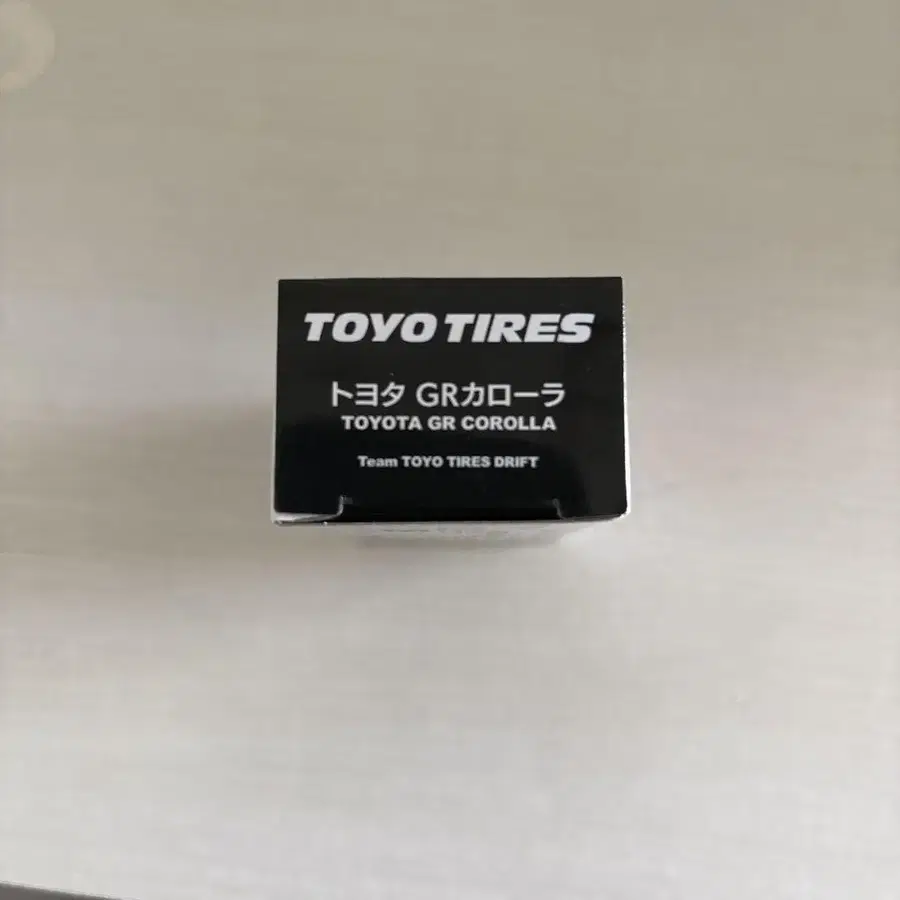 TOYO TIRES
トヨタ GRカローラ
TOYOTA GR COROLLA
Team TOYO TIRES DRIFT